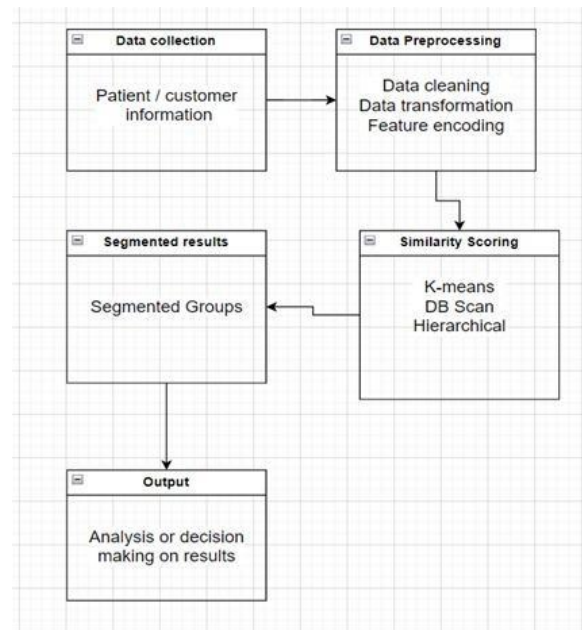 Data collection
Patient / customer
information
Data Preprocessing
Data cleaning
Data transformation
Feature encoding
Similarity Scoring
K-means
DB Scan
Hierarchical
Segmented results
Segmented Groups
Output
Analysis or decision
making on results